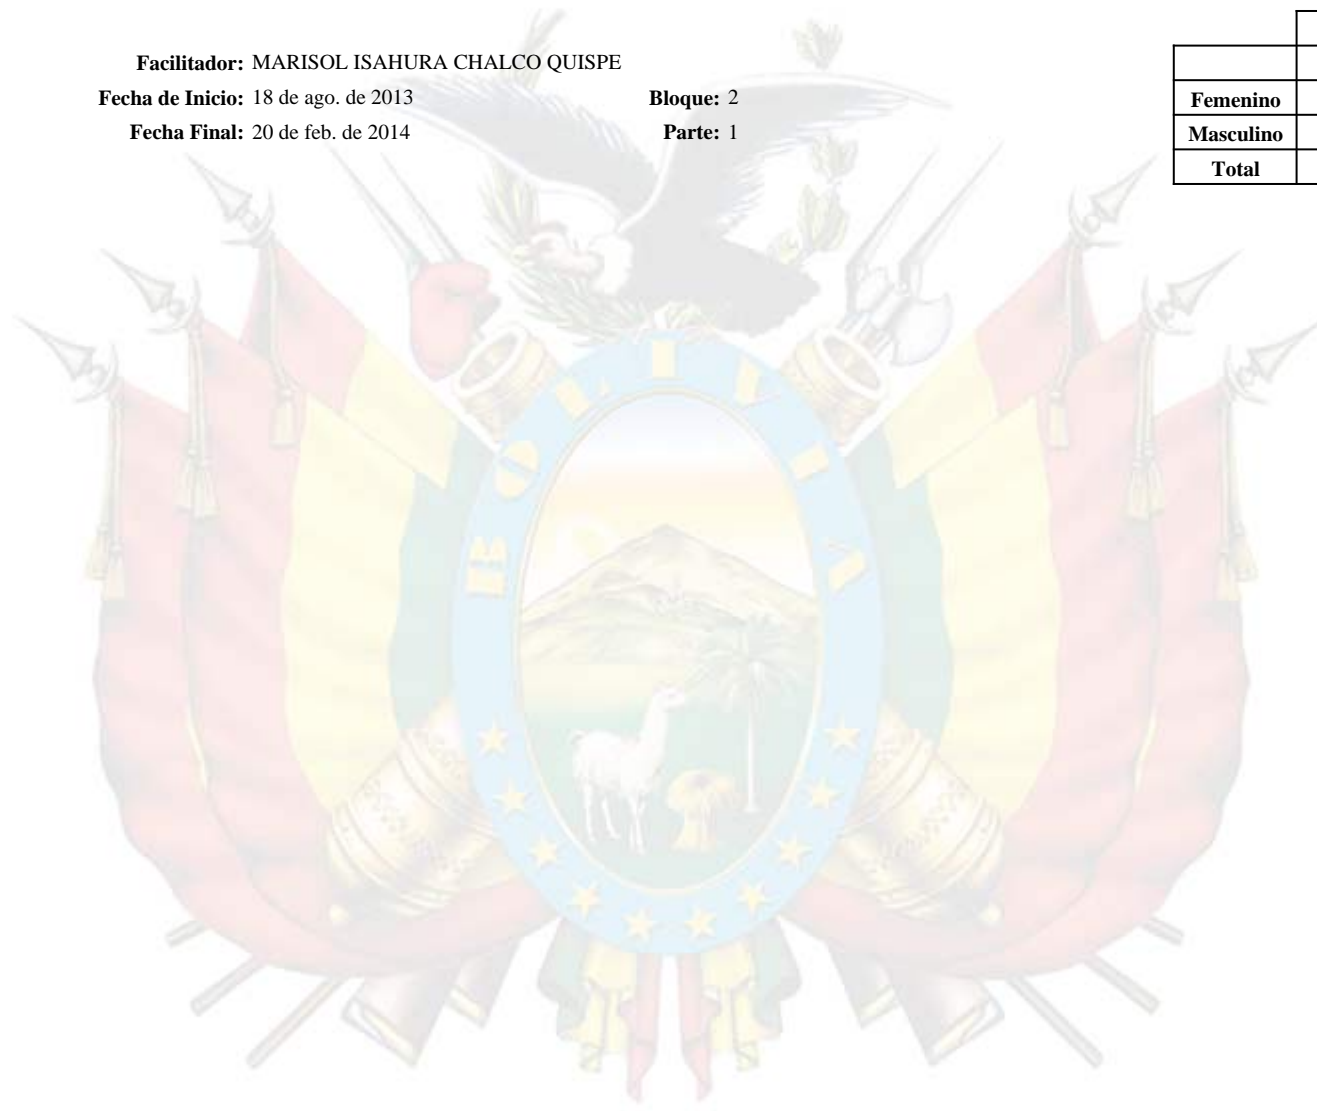 Facilitador: MARISOL ISAHURA CHALCO QUISPE
Fecha de Inicio: 18 de ago. de 2013 Bloque: 2
Fecha Final: 20 de feb. de 2014 Parte: 1
Femenino
Masculino
Total
BOLIVIA